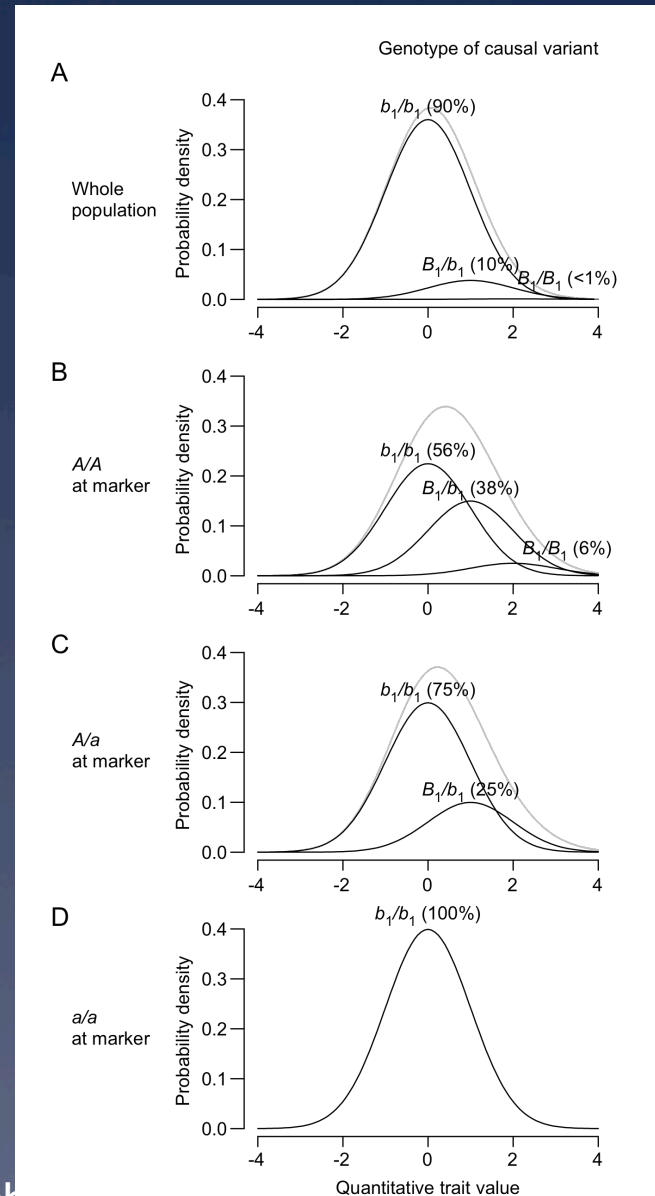 Genotype of causal variant
A
Whole
population
Probability density
0.4
0.3
0.2
0.1
0.0
b1/b1 (90%)
B1/b1 (10%)
B1/B1 (<1%)
-4 -2 0 2 4
B
A/A
at marker
Probability density
0.4
0.3
0.2
0.1
0.0
b1/b1 (56%)
B1/b1 (38%)
B1/B1 (6%)
-4 -2 0 2 4
C
A/a
at marker
Probability density
0.4
0.3
0.2
0.1
0.0
b1/b1 (75%)
B1/b1 (25%)
-4 -2 0 2 4
D
a/a
at marker
Probability density
0.4
0.3
0.2
0.1
0.0
b1/b1 (100%)
-4 -2 0 2 4
Quantitative trait value